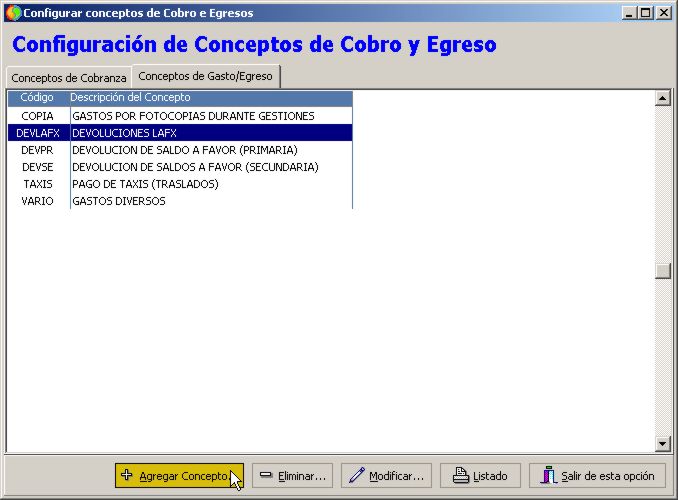 Configurar conceptos de Cobro e Egresos
Configuración de Conceptos de Cobro y Egreso
Conceptos de Cobranza Conceptos de Gasto/Egreso
Código Descripción del Concepto
COPIA GASTOS POR FOTOCOPIAS DURANTE GESTIONES
DEVLAFX DEVOLUCIONES LAFX
DEVPR DEVOLUCION DE SALDO A FAVOR (PRIMARIA)
DEVSE DEVOLUCION DE SALDOS A FAVOR (SECUNDARIA)
TAXIS PAGO DE TAXIS (TRASLADOS)
VARIO GASTOS DIVERSOS
Agregar Concepto... Eliminar... Modificar... Listado Salir de esta opción